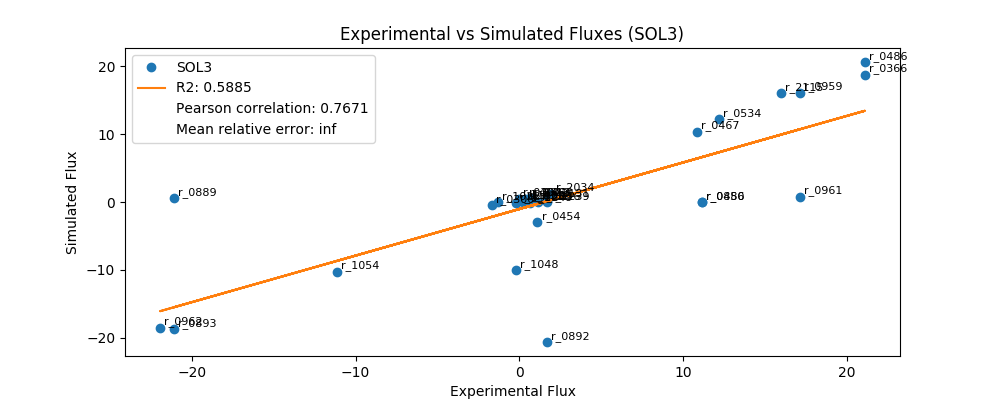 Experimental vs Simulated Fluxes (SOL3)
SOL3
R2: 0.5885
Pearson correlation: 0.7671
Mean relative error: inf
r_0486
r_0366
r_2115
r_0959
r_0534
r_0467
r_0889
r_2034
r_0961
r_0454
r_1048
r_1054
r_0962
r_0893
r_0892
20
10
0
−10
−20
Simulated Flux
−20
−10
0
10
20
Experimental Flux